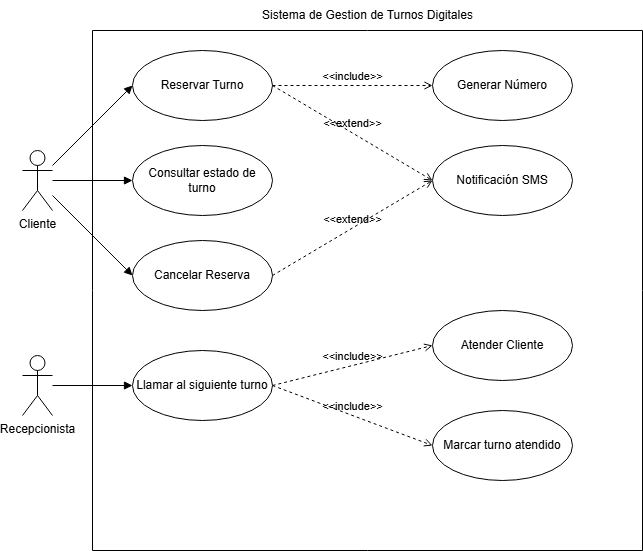 Sistema de Gestion de Turnos Digitales
Reservar Turno
<<include>>
Generar Número
<<extend>>
Consultar estado de
turno
Notificación SMS
Cliente
<<extend>>
Cancelar Reserva
Atender Cliente
<<include>>
Llamar al siguiente turno
<<include>>
Recepcionista
Marcar turno atendido